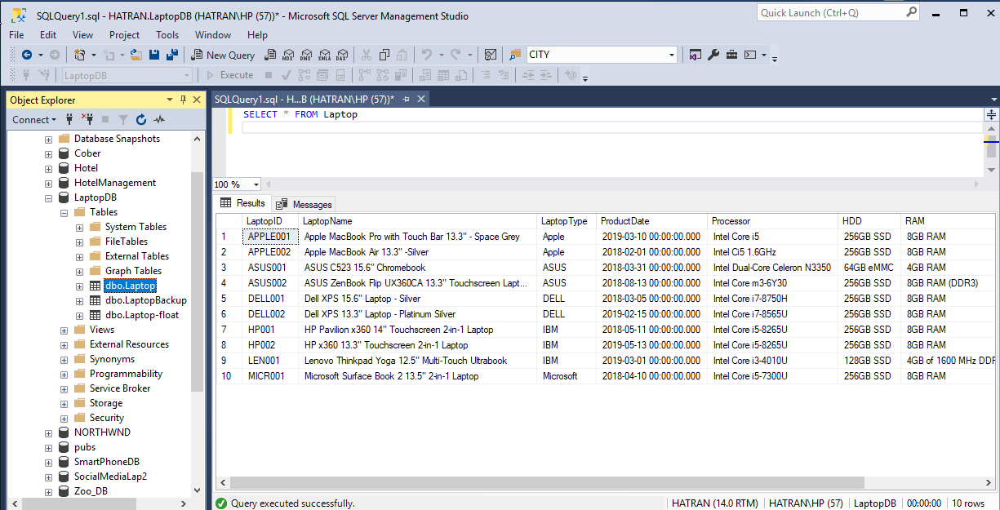 SQLQuery1.sql - HATRAN.LaptopDB (HATRAN\HP (57))* - Microsoft SQL Server Management Studio
Quick Launch (Ctrl+Q)
File Edit View Project Tools Window Help
New Query MDX DMX XMLA DAX CITY
LaptopDB Execute
Object Explorer
Connect
Database Snapshots
Cober
Hotel
HotelManagement
LaptopDB
Tables
System Tables
FileTables
External Tables
Graph Tables
dbo.Laptop
dbo.LaptopBackup
dbo.Laptop-float
Views
External Resources
Synonyms
Programmability
Service Broker
Storage
Security
NORTHWND
pubs
SmartPhoneDB
SocialMediaLap2
Zoo_DB
SQLQuery1.sql - H...B (HATRAN\HP (57))*
SELECT * FROM Laptop
100 %
Results Messages
LaptopID LaptopName LaptopType ProductDate Processor HDD RAM
1 APPLE001 Apple MacBook Pro with Touch Bar 13.3" - Space Grey Apple 2019-03-10 00:00:00.000 Intel Core i5 256GB SSD 8GB RAM
2 APPLE002 Apple MacBook Air 13.3" -Silver Apple 2018-02-01 00:00:00.000 Intel Ci5 1.6GHz 256GB SSD 8GB RAM
3 ASUS001 ASUS C523 15.6" Chromebook ASUS 2018-03-31 00:00:00.000 Intel Dual-Core Celeron N3350 64GB eMMC 4GB RAM
4 ASUS002 ASUS ZenBook Flip UX360CA 13.3" Touchscreen Lapt... ASUS 2018-08-13 00:00:00.000 Intel Core m3-6Y30 256GB SSD 8GB RAM (DDR3)
5 DELL001 Dell XPS 15.6" Laptop - Silver DELL 2018-03-05 00:00:00.000 Intel Core i7-8750H 256GB SSD 8GB RAM
6 DELL002 Dell XPS 13.3" Laptop - Platinum Silver DELL 2019-02-15 00:00:00.000 Intel Core i7-8565U 256GB SSD 8GB RAM
7 HP001 HP Pavilion x360 14" Touchscreen 2-in-1 Laptop IBM 2018-05-11 00:00:00.000 Intel Core i5-8265U 256GB SSD 8GB RAM
8 HP002 HP x360 13.3" Touchscreen 2-in-1 Laptop IBM 2019-05-13 00:00:00.000 Intel Core i5-8265U 256GB SSD 8GB RAM
9 LEN001 Lenovo Thinkpad Yoga 12.5" Multi-Touch Ultrabook IBM 2019-03-01 00:00:00.000 Intel Core i3-4010U 128GB SSD 4GB of 1600 MHz DDR
10 MICR001 Microsoft Surface Book 2 13.5" 2-in-1 Laptop Microsoft 2018-04-10 00:00:00.000 Intel Core i5-7300U 256GB SSD 8GB RAM
Query executed successfully. HATRAN (14.0 RTM) HATRAN\HP (57) LaptopDB 00:00:00 10 rows